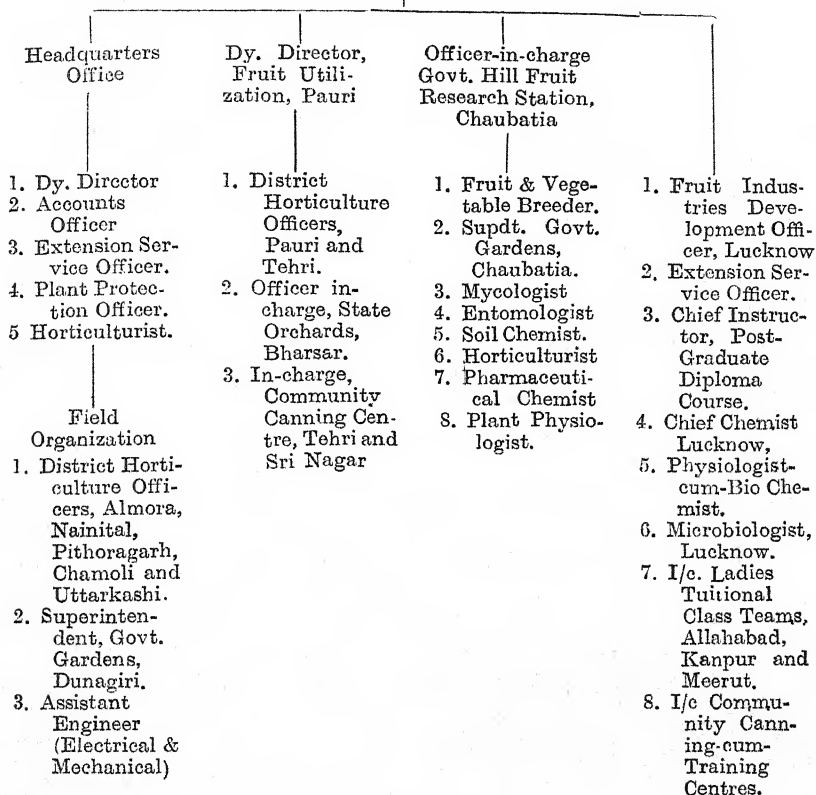 Headquarters
Office
1. Dy. Director
2. Accounts
Officer
3. Extension Ser-
vice Officer.
4. Plant Protec-
tion Officer.
5 Horticulturist.
Field
Organization
1. District Horti-
culture Offi-
cers, Almora,
Nainital,
Pithoragarh,
Chamoli and
Uttarkashi.
2. Superinten-
dent, Govt.
Gardens,
Dunagiri.
3. Assistant
Engineer
(Electrical &
Mechanical)
Dy. Director,
Fruit Utili-
zation, Pauri
1. District
Horticulture
Officers,
Pauri and
Tehri.
2. Officer in-
charge, State
Orchards,
Bharsar.
3. In-charge,
Community
Canning Cen-
tre, Tehri and
Sri Nagar
Officer-in-charge
Govt. Hill Fruit
Research Station,
Chaubatia
1. Fruit & Vege-
table Breeder.
2. Supdt. Govt.
Gardens,
Chaubatia.
3. Mycologist
4. Entomologist
5. Soil Chemist.
6. Horticulturist
7. Pharmaceuti-
cal Chemist
8. Plant Physio-
logist.
1. Fruit Indus-
tries Deve-
lopment Offi-
cer, Lucknow
2. Extension Ser-
vice Officer.
3. Chief Instruc-
tor, Post-
Graduate
Diploma
Course.
4. Chief Chemist
Lucknow,
5. Physiologist-
cum-Bio Che-
mist.
6. Microbiologist,
Lucknow.
7. I/c. Ladies
Tuitional
Class Teams,
Allahabad,
Kanpur and
Meerut.
8. I/c Commu-
nity Cann-
ing-cum-
Training
Centres.